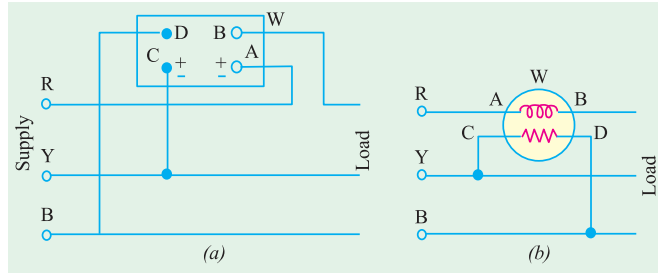 D B W
C A
+ +
− −
R
Y
B
Supply
Load
(a)
W
R A B
C D
Y
B
Load
(b)